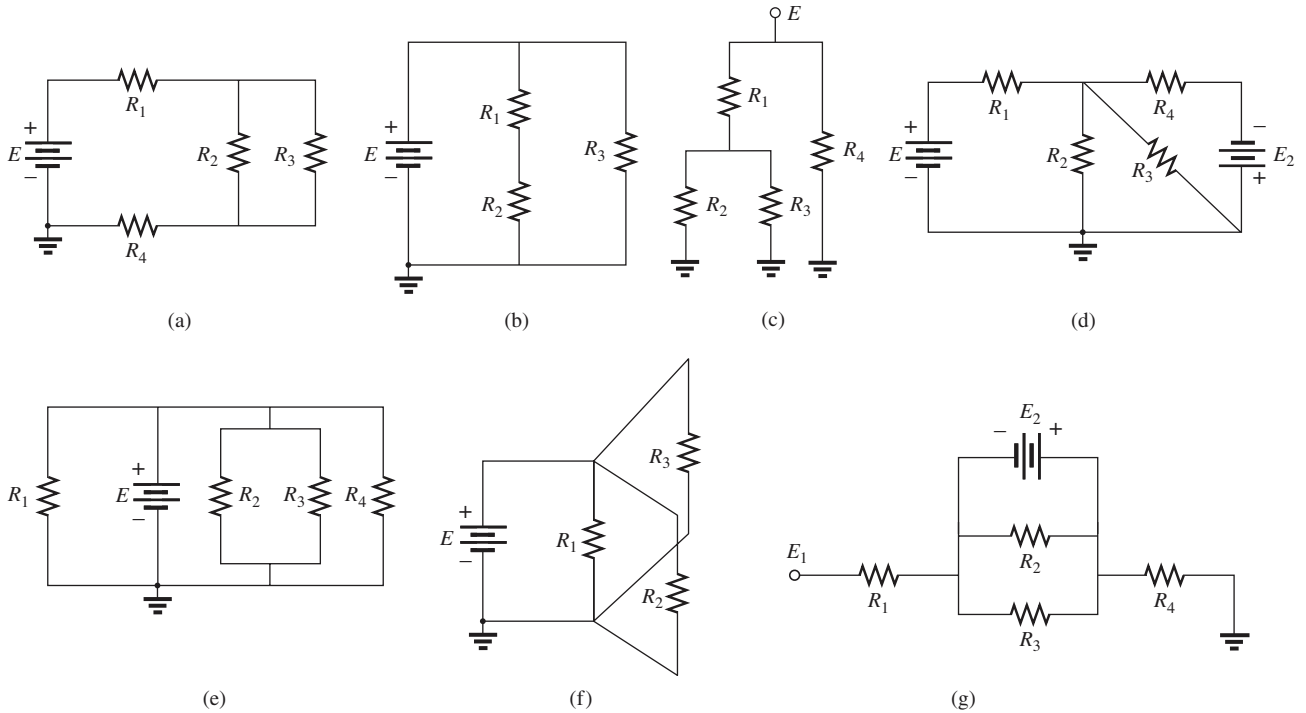 E
+
E
−
R1
R2
R3
R4
(a)
+
E
−
R1
R2
R3
(b)
E
R1
R2
R3
R4
(c)
+
E
−
R1
R2
R3
R4
−
E2
+
(d)
R1
+
E
−
R2
R3
R4
(e)
+
E
−
R1
R3
R2
(f)
E1
R1
−
E2
+
R2
R3
R4
(g)